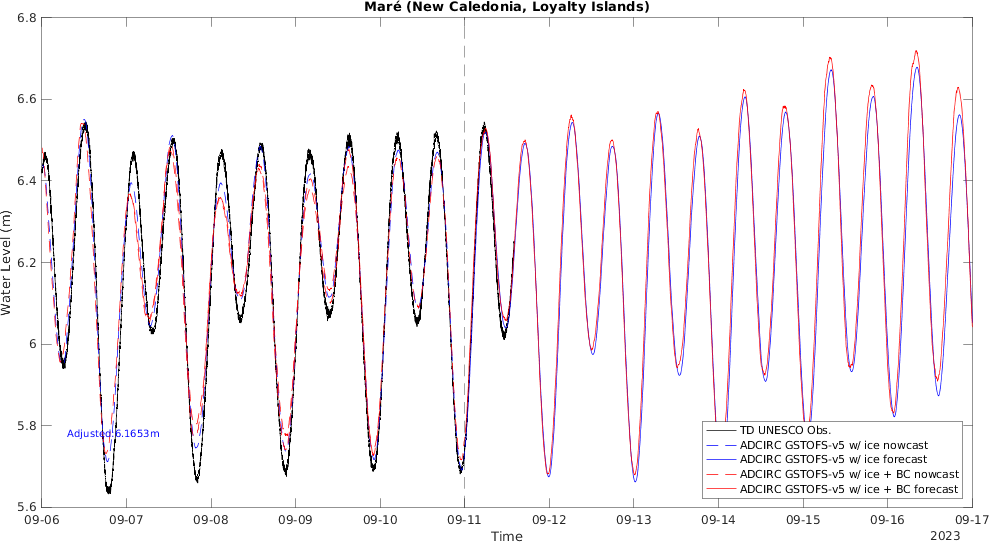 Maré (New Caledonia, Loyalty Islands)
6.8
6.6
6.4
6.2
6
5.8
5.6
Water Level (m)
Adjusted:6.1653m
TD UNESCO Obs.
ADCIRC GSTOFS-v5 w/ ice nowcast
ADCIRC GSTOFS-v5 w/ ice forecast
ADCIRC GSTOFS-v5 w/ ice + BC nowcast
ADCIRC GSTOFS-v5 w/ ice + BC forecast
09-06 09-07 09-08 09-09 09-10 09-11 09-12 09-13 09-14 09-15 09-16 09-17
Time
2023